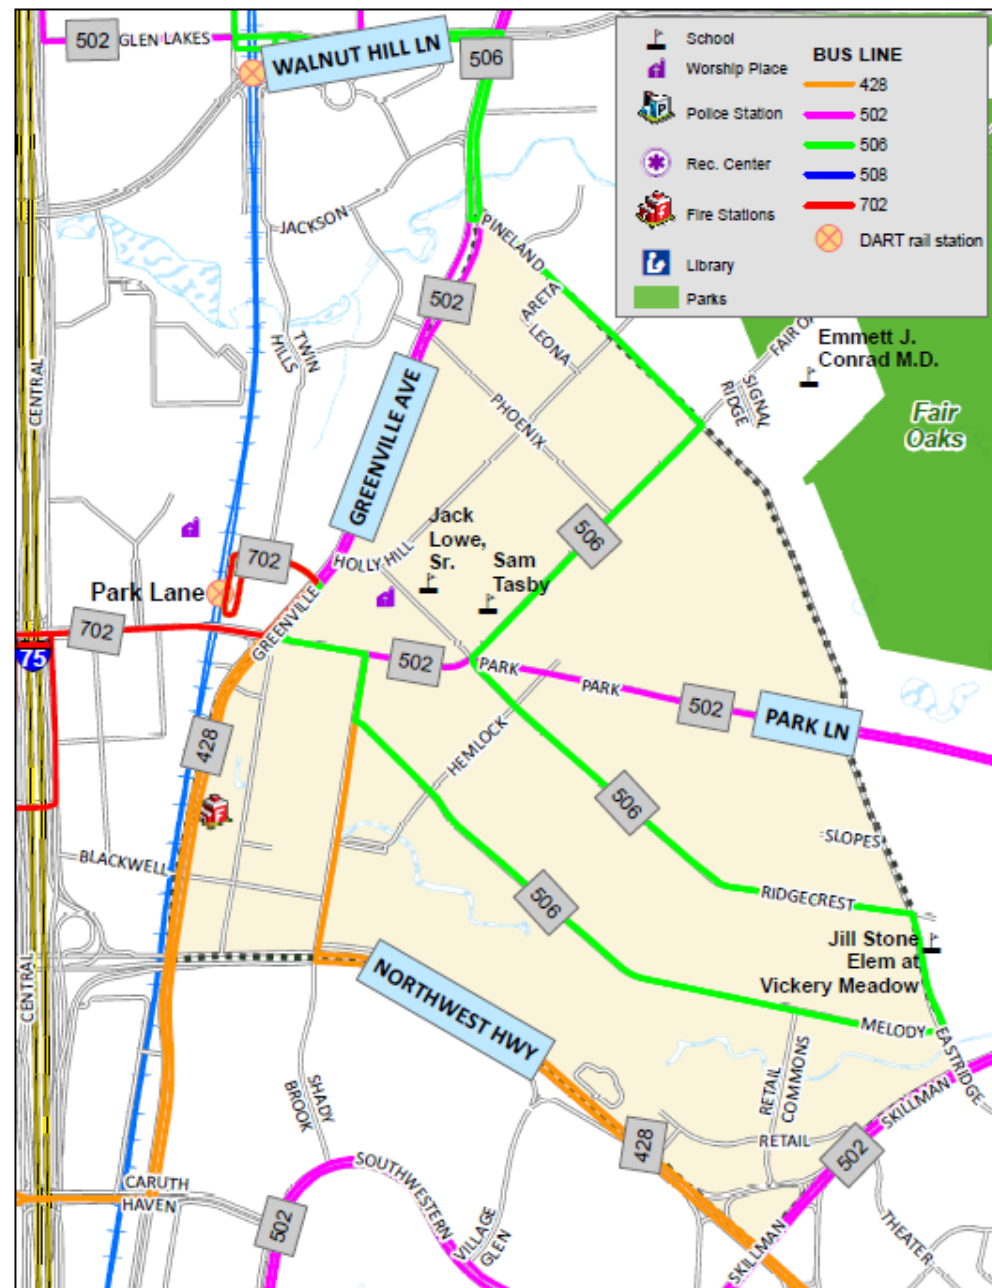 502
GLEN LAKES
WALNUT HILL LN
506
School
Worship Place
P
Police Station
Rec. Center
F
Fire Stations
Library
Parks
BUS LINE
428
502
506
508
702
DART rail station
JACKSON
PINELAND
ARETA
LEONA
502
TWIN
HILLS
CENTRAL
GREENVILLE AVE
PHOENIX
FAIR OA
SIGNAL
RIDGE
Emmett J.
Conrad M.D.
Fair
Oaks
506
Jack
Lowe,
Sr.
HOLLY HILL
Sam
Tasby
702
Park Lane
702
GREENVILLE
75
502
PARK
PARK
502
PARK LN
428
HEMLOCK
506
F
SLOPES
BLACKWELL
506
RIDGECREST
Jill Stone
Elem at
Vickery Meadow
CENTRAL
NORTHWEST HWY
MELODY
EASTRIDGE
SHADY
BROOK
RETAIL
COMMONS
SKILLMAN
RETAIL
428
502
CARUTH
HAVEN
SOUTHWESTERN
502
VILLAGE
GLEN
THEATER
SKILLMAN